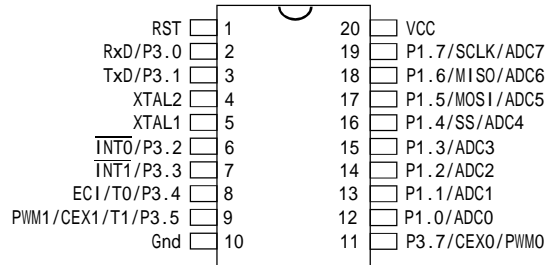 RST 1 20 VCC
RxD/P3.0 2 19 P1.7/SCLK/ADC7
TxD/P3.1 3 18 P1.6/MISO/ADC6
XTAL2 4 17 P1.5/MOSI/ADC5
XTAL1 5 16 P1.4/SS/ADC4
INT0/P3.2 6 15 P1.3/ADC3
INT1/P3.3 7 14 P1.2/ADC2
ECI/T0/P3.4 8 13 P1.1/ADC1
PWM1/CEX1/T1/P3.5 9 12 P1.0/ADC0
Gnd 10 11 P3.7/CEX0/PWM0